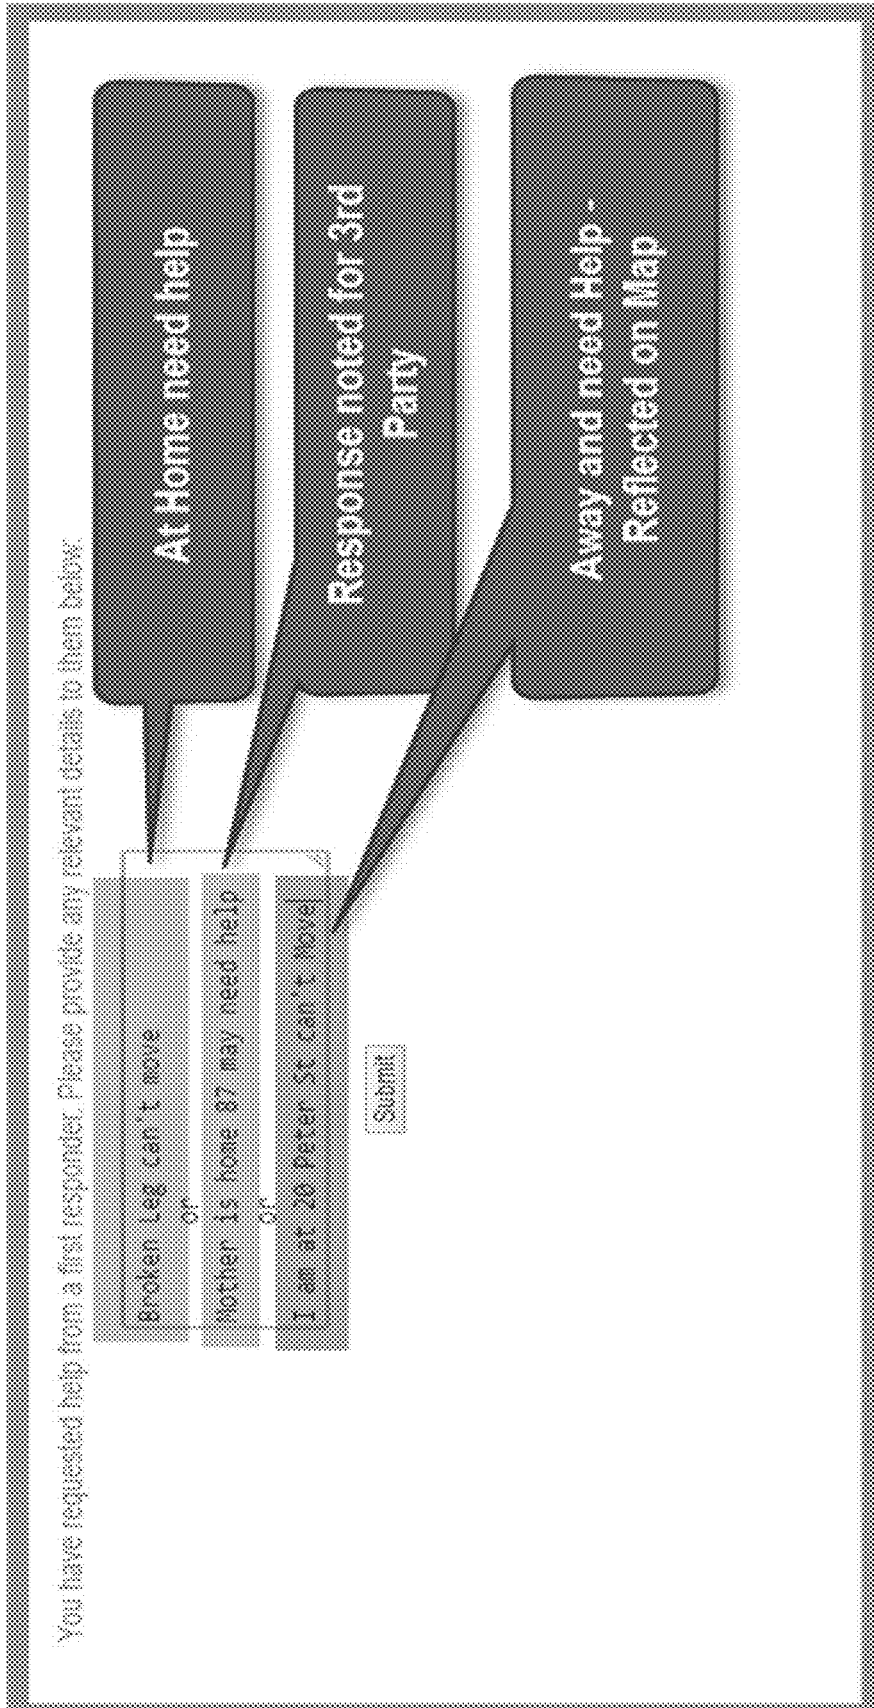 You have requested help from a first responder. Please provide any relevant details to them below:
Broken Leg Can't move
or
Mother is home 87 may need help
or
I am at 20 Peter St Can't Move
Submit
At Home need help
Response noted for 3rd
Party
Away and need Help -
Reflected on Map